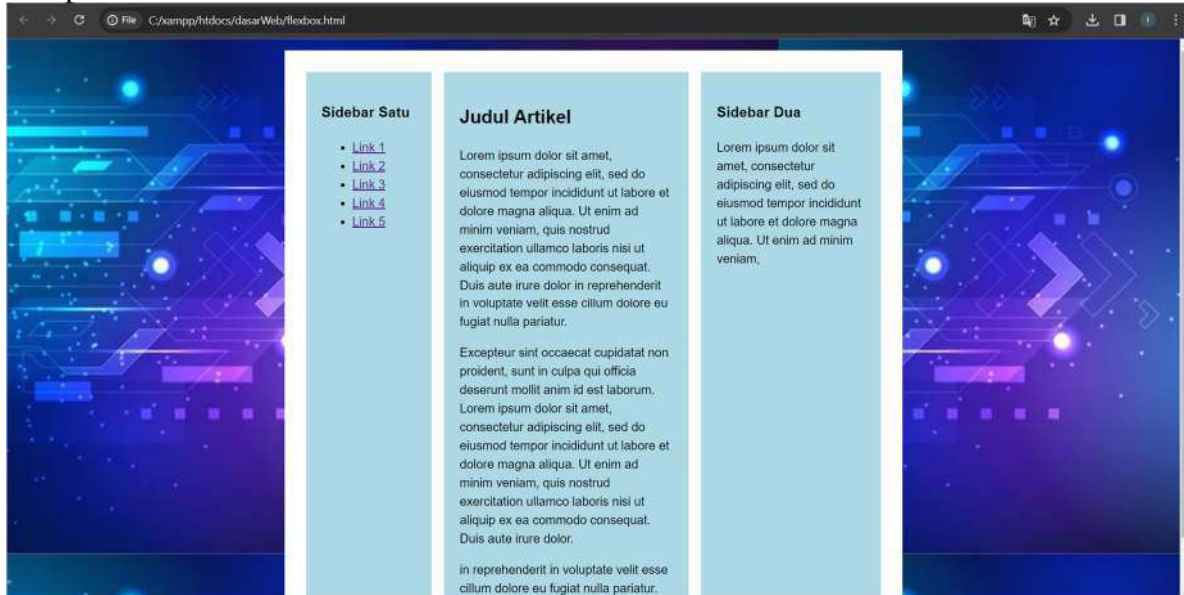 File C:/xampp/htdocs/dasarWeb/flexbox.html
Sidebar Satu
Link 1
Link 2
Link 3
Link 4
Link 5
Judul Artikel
Lorem ipsum dolor sit amet,
consectetur adipiscing elit, sed do
eiusmod tempor incididunt ut labore et
dolore magna aliqua. Ut enim ad
minim veniam, quis nostrud
exercitation ullamco laboris nisi ut
aliquip ex ea commodo consequat.
Duis aute irure dolor in reprehenderit
in voluptate velit esse cillum dolore eu
fugiat nulla pariatur.
Excepteur sint occaecat cupidatat non
proident, sunt in culpa qui officia
deserunt mollit anim id est laborum.
Lorem ipsum dolor sit amet,
consectetur adipiscing elit, sed do
eiusmod tempor incididunt ut labore et
dolore magna aliqua. Ut enim ad
minim veniam, quis nostrud
exercitation ullamco laboris nisi ut
aliquip ex ea commodo consequat.
Duis aute irure dolor.
in reprehenderit in voluptate velit esse
cillum dolore eu fugiat nulla pariatur.
Sidebar Dua
Lorem ipsum dolor sit
amet, consectetur
adipiscing elit, sed do
eiusmod tempor incididunt
ut labore et dolore magna
aliqua. Ut enim ad minim
veniam,